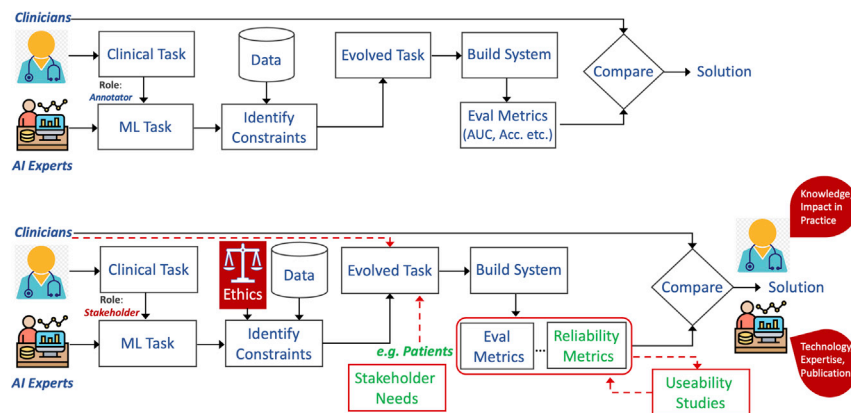 Clinicians
Clinical Task
Data
Evolved Task
Build System
Compare
Solution
Role:
Annotator
ML Task
Identify
Constraints
Eval Metrics
(AUC, Acc. etc.)
AI Experts
Knowledge,
Impact in
Practice
Clinicians
Clinical Task
Ethics
Data
Evolved Task
Build System
Compare
Solution
Role:
Stakeholder
ML Task
Identify
Constraints
e.g. Patients
Eval
Metrics
...
Reliability
Metrics
Technology
Expertise,
Publication
AI Experts
Stakeholder
Needs
Useability
Studies